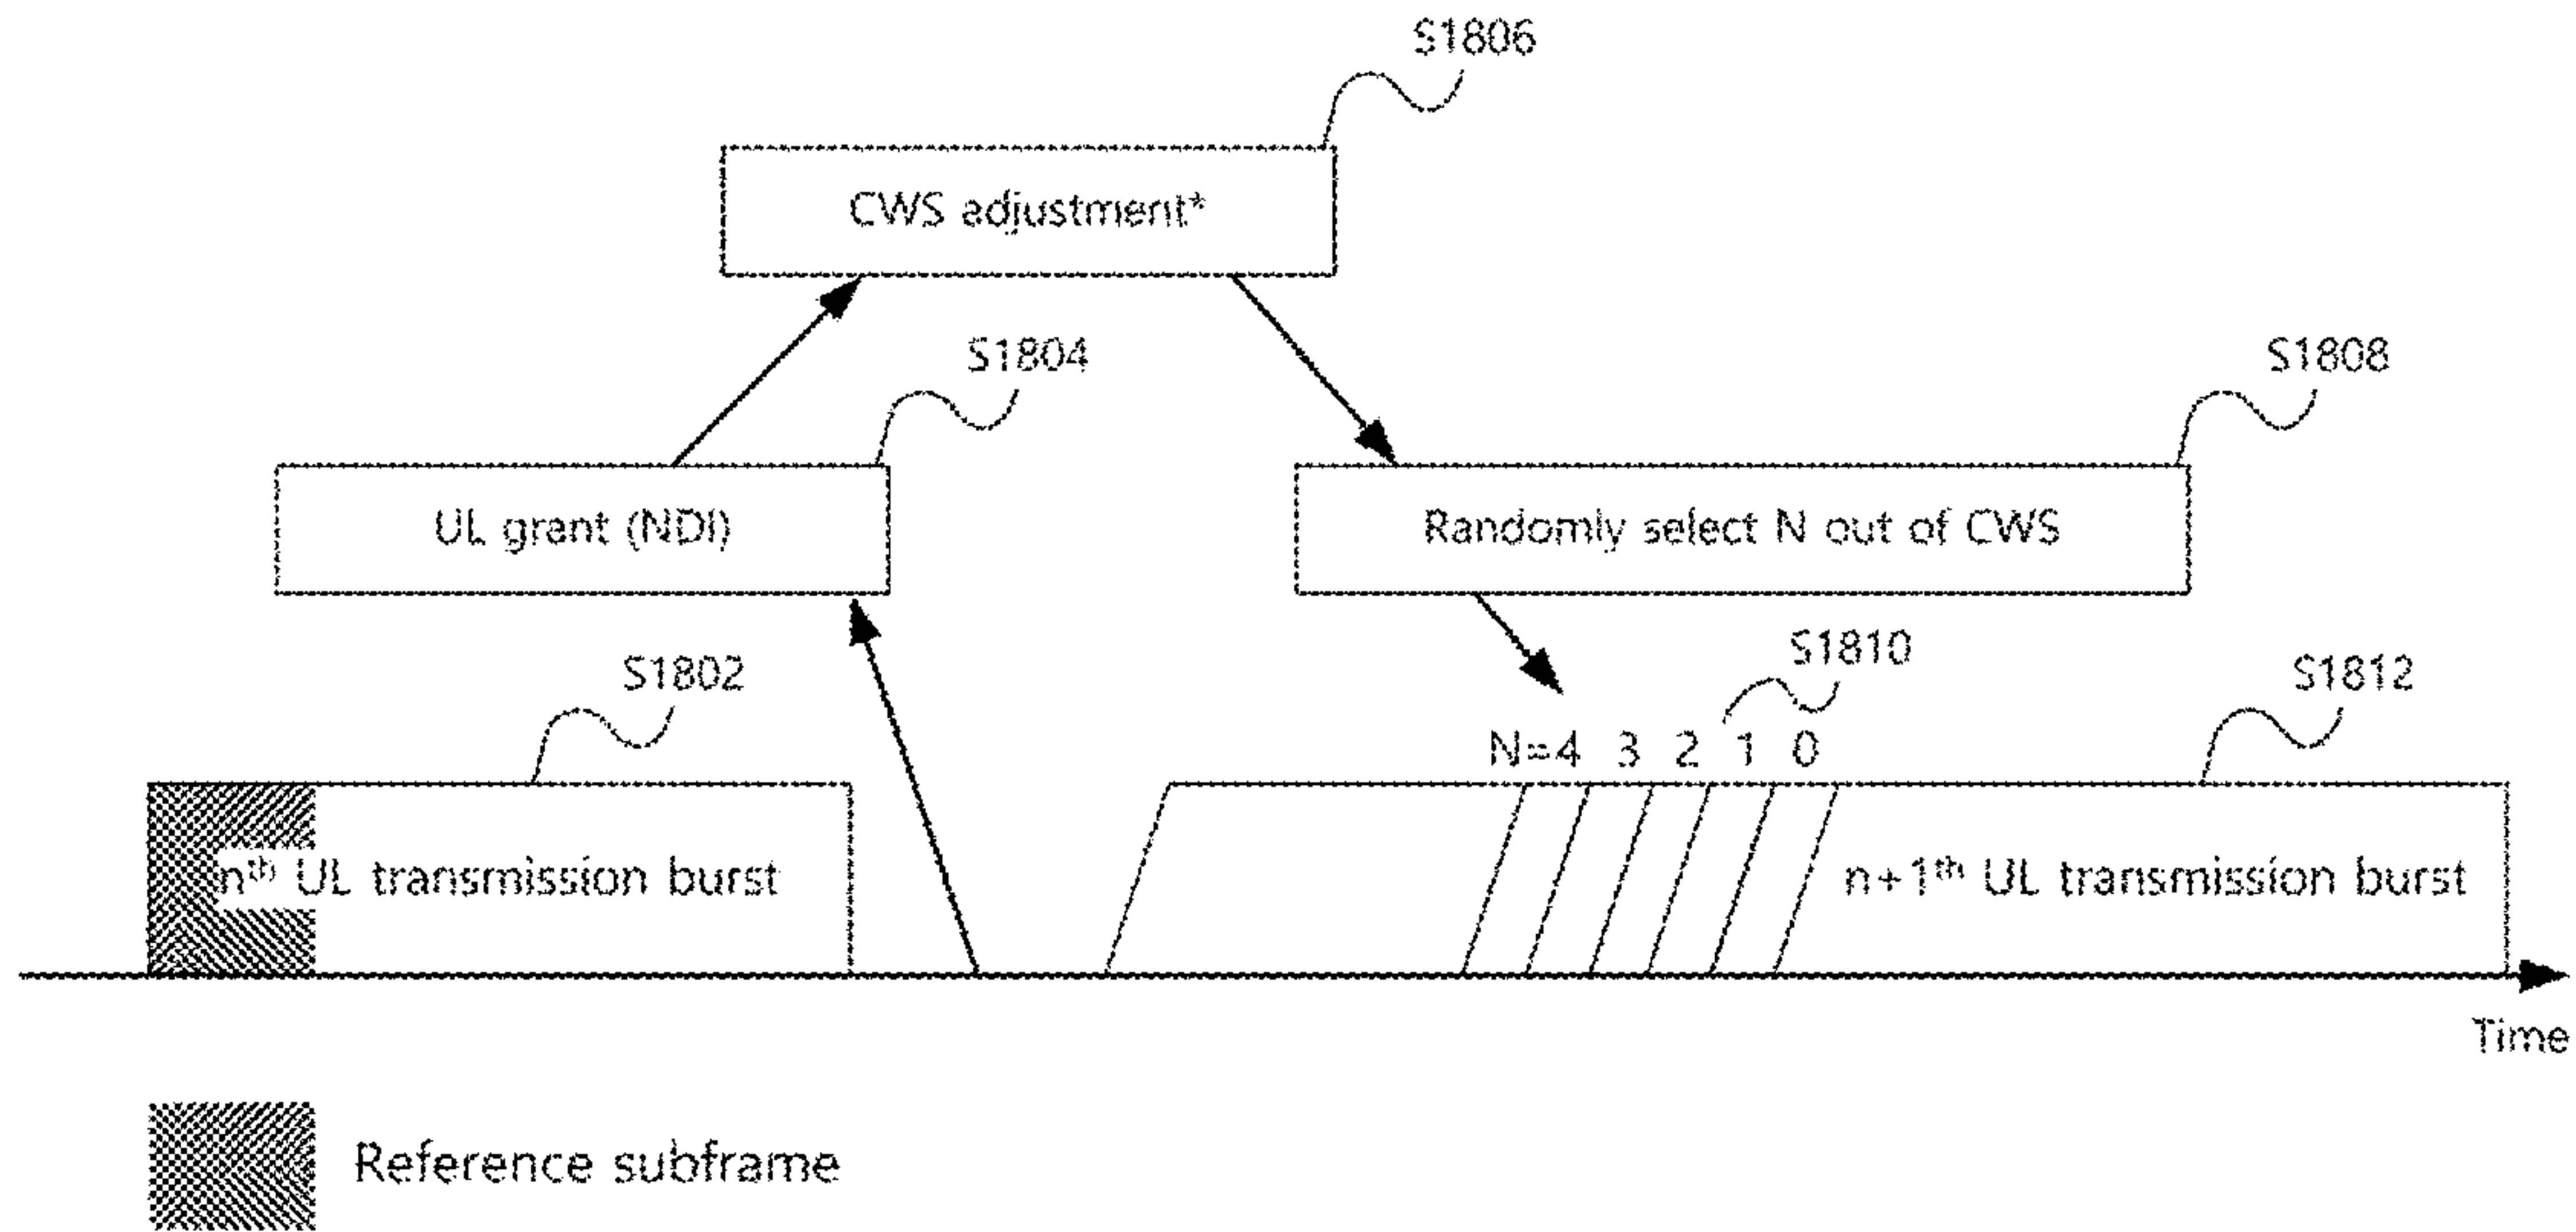 S1806
CWS adjustment*
S1804
S1808
UL grant (NDI)
Randomly select N out of CWS
S1802
S1810
S1812
N=4 3 2 1 0
nth UL transmission burst
n+1th UL transmission burst
Time
Reference subframe